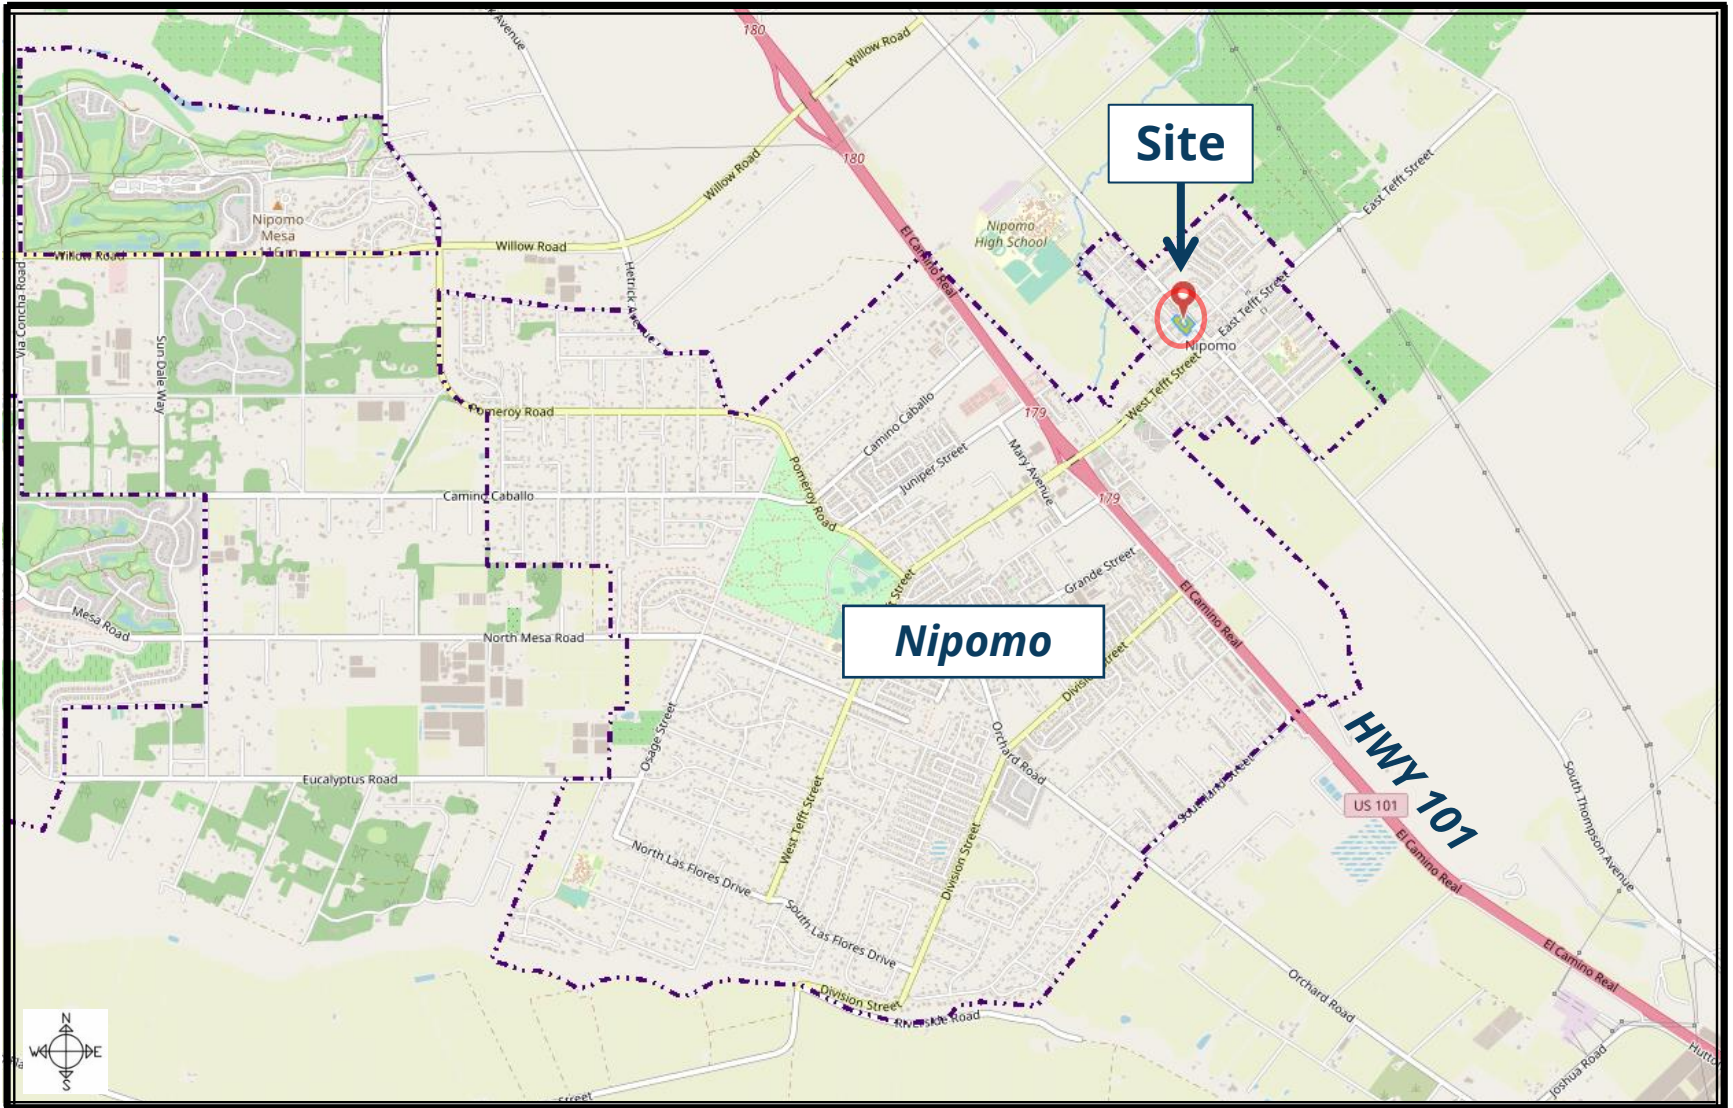 180
Willow Road
Site
180
Willow Road
East Tefft Street
Nipomo
High School
Nipomo
Mesa
Willow Road
Willow Road
El Camino Real
Via Concha Road
Hetrick Avenue
East Tefft Street
Sun Dale Way
Nipomo
West Tefft Street
Pomeroy Road
179
Camino Caballo
Juniper Street
Mary Avenue
Pomeroy Road
Camino Caballo
179
Grande Street
El Camino Real
Mesa Road
North Mesa Road
Nipomo
Osage Street
Orchard Road
HWY 101
Eucalyptus Road
Southland Street
US 101
South Thompson Avenue
West Tefft Street
El Camino Real
North Las Flores Drive
Division Street
South Las Flores Drive
El Camino Real
Orchard Road
Division Street
Riverside Road
N
W
E
S
Joshua Road
Street